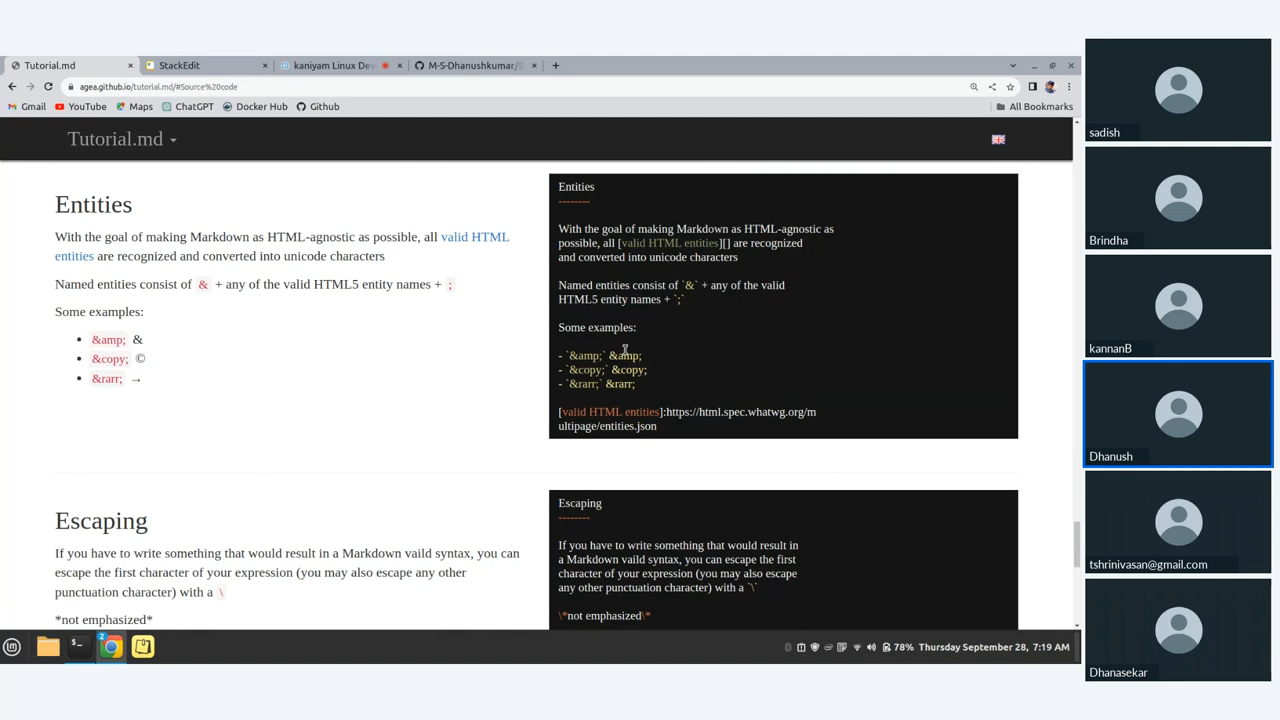 Tutorial.md
StackEdit
kaniyam Linux Dev
M-S-Dhanushkumar/B
agea.github.io/tutorial.md/#Source%20code
Gmail YouTube Maps ChatGPT Docker Hub Github All Bookmarks
Tutorial.md
Entities
With the goal of making Markdown as HTML-agnostic as possible, all valid HTML
entities are recognized and converted into unicode characters
Named entities consist of & + any of the valid HTML5 entity names + ;
Some examples:
&amp; &
&copy; ©
&rarr; →
Entities
--------
With the goal of making Markdown as HTML-agnostic as
possible, all [valid HTML entities][] are recognized
and converted into unicode characters
Named entities consist of `&` + any of the valid
HTML5 entity names + `;`
Some examples:
- `&amp;` &amp;
- `&copy;` &copy;
- `&rarr;` &rarr;
[valid HTML entities]:https://html.spec.whatwg.org/m
ultipage/entities.json
Escaping
If you have to write something that would result in a Markdown vaild syntax, you can
escape the first character of your expression (you may also escape any other
punctuation character) with a \
*not emphasized*
Escaping
--------
If you have to write something that would result in
a Markdown vaild syntax, you can escape the first
character of your expression (you may also escape
any other punctuation character) with a `\`
\*not emphasized\*
2
78% Thursday September 28, 7:19 AM
sadish
Brindha
kannanB
Dhanush
tshrinivasan@gmail.com
Dhanasekar